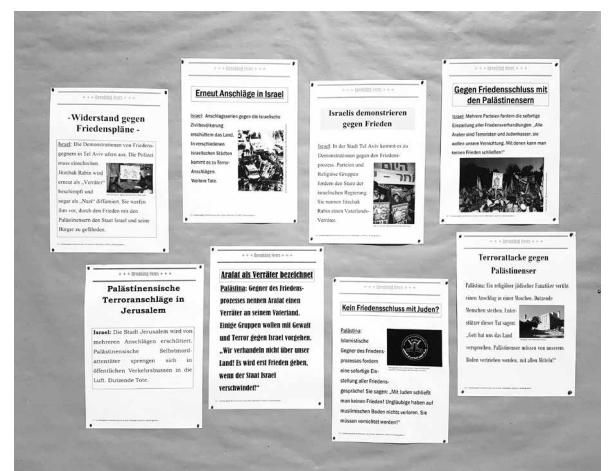 + + + Breaking News + + +
-Widerstand gegen
Friedenspläne -
Israel: Die Demonstrationen von Friedens-
gegnern in Tel Aviv ufern aus. Die Polizei
muss einschreiten.
Jitzchak Rabin wird
erneut als „Verräter"
beschimpft und
sogar als „Nazi" diffamiert. Sie werfen
ihm vor, durch den Frieden mit den
Palästinensern den Staat Israel und seine
Bürger zu gefährden.
+ + + Breaking News + + +
Erneut Anschläge in Israel
Israel: Anschlagsserien gegen die israelische
Zivilbevölkerung
erschüttern das Land.
In verschiedenen
israelischen Städten
kommt es zu Terror-
Anschlägen.
Weitere Tote.
+ + + Breaking News + + +
Israelis demonstrieren
gegen Frieden
Israel: In der Stadt Tel Aviv kommt es zu
Demonstrationen gegen den Friedens-
prozess. Parteien und
Religiöse Gruppen
fordern den Sturz der
israelischen Regierung.
Sie nennen Jitzchak
Rabin einen Vaterlands-
Verräter.
+ + + Breaking News + + +
Gegen Friedensschluss mit
den Palästinensern
Israel: Mehrere Parteien fordern die sofortige
Einstellung aller Friedensverhandlungen: „Alle
Araber sind Terroristen und Judenhasser, sie
wollen unsere Vernichtung. Mit denen kann man
keinen Frieden schließen!"
+ + + Breaking News + + +
Palästinensische
Terroranschläge in
Jerusalem
Israel: Die Stadt Jerusalem wird von
mehreren Anschlägen erschüttert.
Palästinensische Selbstmord-
attentäter sprengen sich in
öffentlichen Verkehrsbussen in die
Luft. Dutzende Tote.
+ + + Breaking News + + +
Arafat als Verräter bezeichnet
Palästina: Gegner des Friedens-
prozesses nennen Arafat einen
Verräter an seinem Vaterland.
Einige Gruppen wollen mit Gewalt
und Terror gegen Israel vorgehen.
„Wir verhandeln nicht über unser
Land! Es wird erst Frieden geben,
wenn der Staat Israel
verschwindet!"
+ + + Breaking News + + +
Kein Friedensschluss mit Juden?
Palästina:
Islamistische
Gegner des Friedens-
prozesses fordern
eine sofortige Ein-
stellung aller Friedens-
gespräche! Sie sagen: „Mit Juden schließt
man keinen Frieden! Ungläubige haben auf
muslimischen Boden nichts verloren. Sie
müssen vernichtet werden!"
+ + + Breaking News + + +
Terrorattacke gegen
Palästinenser
Palästina: Ein religiöser jüdischer Fanatiker verübt
einen Anschlag in einer Moschee. Dutzende
Menschen sterben. Unter-
stützer dieser Tat sagen:
„Gott hat uns das Land
versprochen. Palästinenser müssen von unserem
Boden vertrieben werden, mit allen Mitteln!"